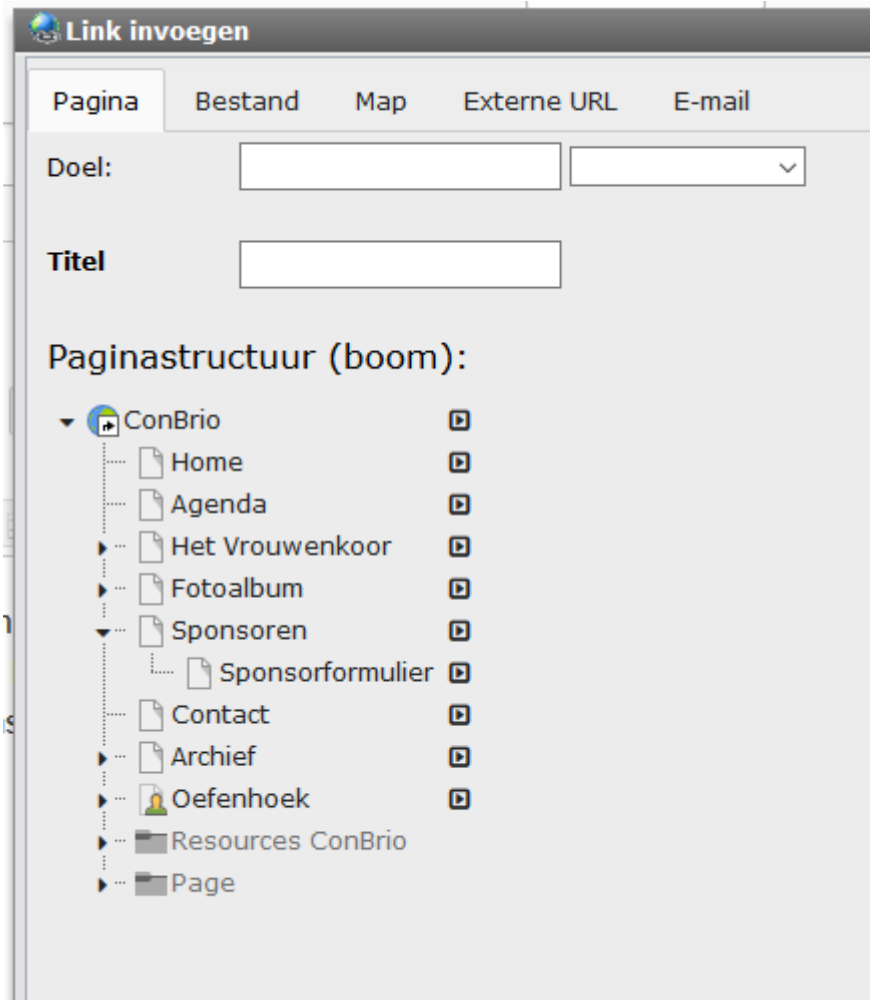 Link invoegen
Pagina Bestand Map Externe URL E-mail
Doel:
Titel
Paginastructuur (boom):
ConBrio
Home
Agenda
Het Vrouwenkoor
Fotoalbum
Sponsoren
Sponsorformulier
Contact
Archief
Oefenhoek
Resources ConBrio
Page